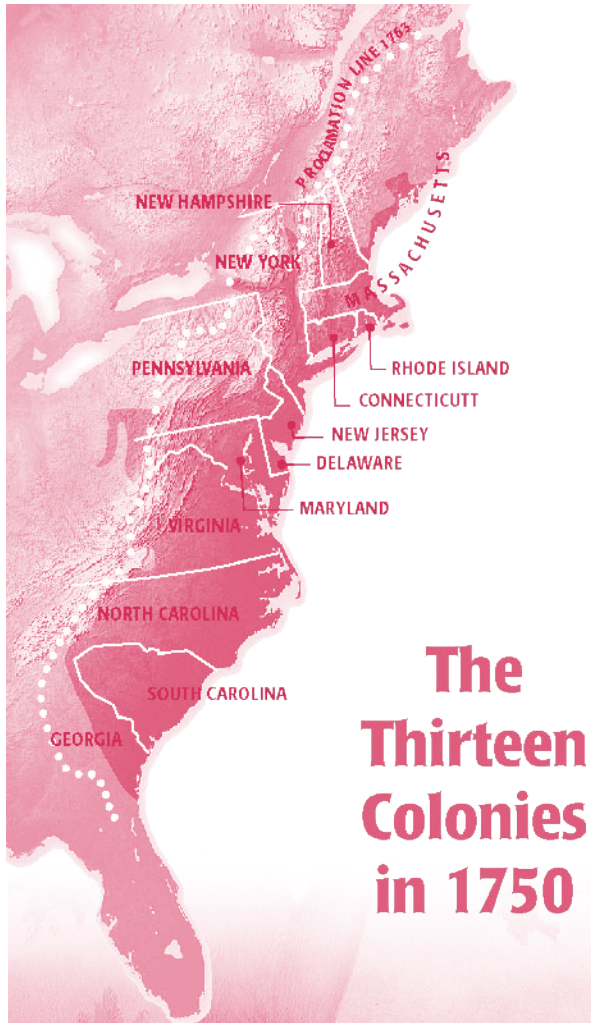 PROCLAMATION LINE 1763
MASSACHUSETTS
NEW HAMPSHIRE
NEW YORK
PENNSYLVANIA
RHODE ISLAND
CONNECTICUTT
NEW JERSEY
DELAWARE
MARYLAND
VIRGINIA
NORTH CAROLINA
SOUTH CAROLINA
GEORGIA
The
Thirteen
Colonies
in 1750